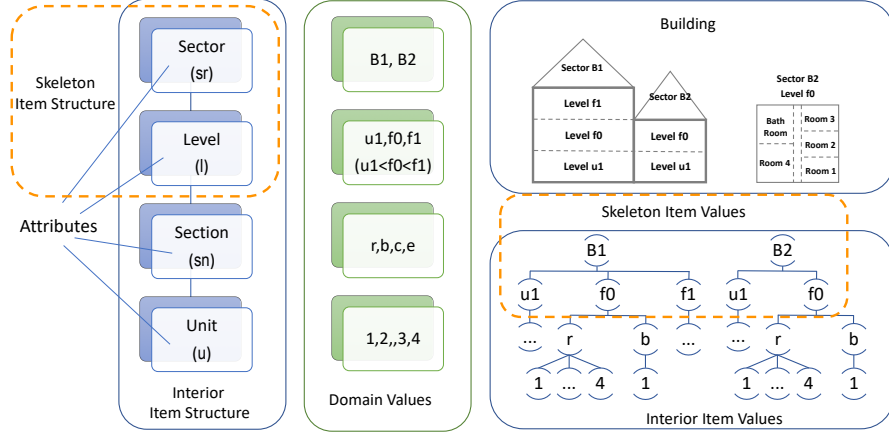 Skeleton
Item Structure
Attributes
Sector
(sr)
Level
(l)
Section
(sn)
Unit
(u)
Interior
Item Structure
B1, B2
u1,f0,f1
(u1<f0<f1)
r,b,c,e
1,2,,3,4
Domain Values
Building
Sector B1
Level f1
Level f0
Level u1
Sector B2
Level f0
Level u1
Sector B2
Level f0
Bath
Room
Room 4
Room 3
Room 2
Room 1
Skeleton Item Values
B1 B2
u1 f0 f1 u1 f0
... r b ... ... r b
1 ... 4 1 1 ... 4 1
Interior Item Values